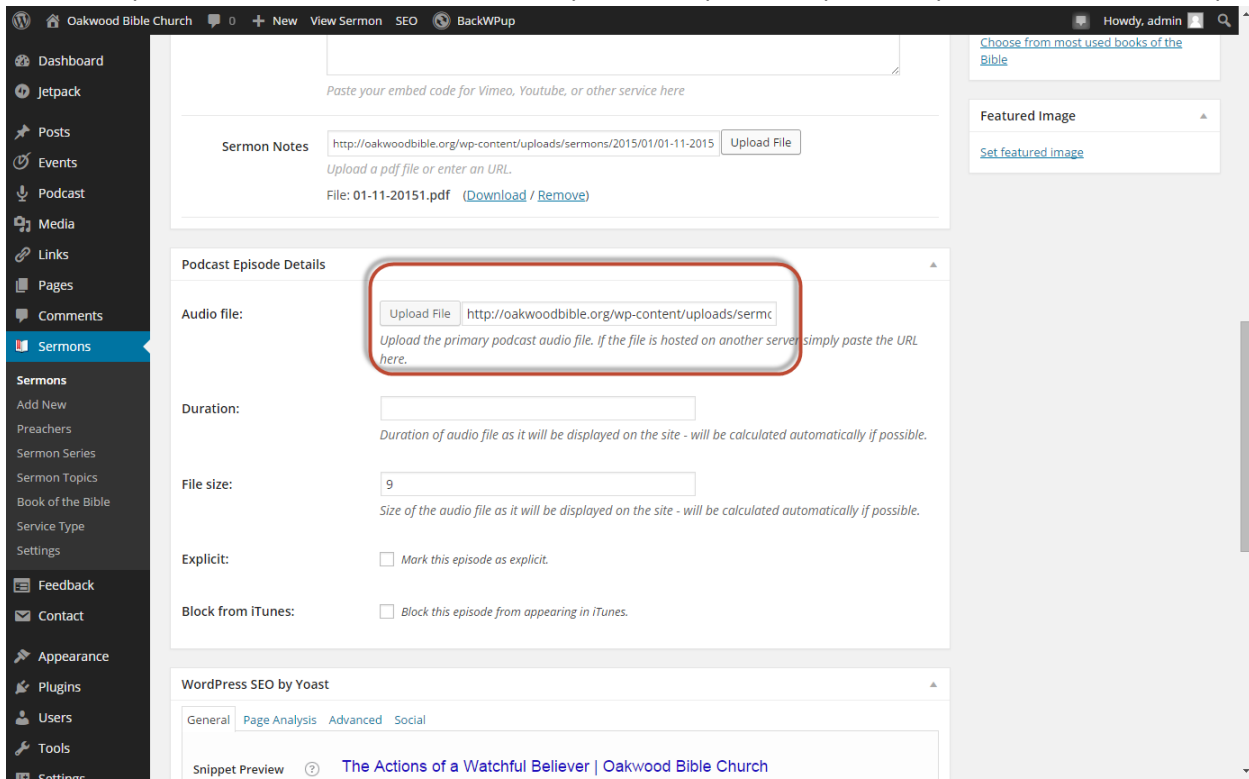 Oakwood Bible Church 0 + New View Sermon SEO BackWPup Howdy, admin
Dashboard
Jetpack
Posts
Events
Podcast
Media
Links
Pages
Comments
Sermons
Sermons
Add New
Preachers
Sermon Series
Sermon Topics
Book of the Bible
Service Type
Settings
Feedback
Contact
Appearance
Plugins
Users
Tools
Settings
Paste your embed code for Vimeo, Youtube, or other service here
Sermon Notes http://oakwoodbible.org/wp-content/uploads/sermons/2015/01/01-11-2015 Upload File
Upload a pdf file or enter an URL.
File: 01-11-20151.pdf (Download / Remove)
Podcast Episode Details
Audio file: Upload File http://oakwoodbible.org/wp-content/uploads/sermo
Upload the primary podcast audio file. If the file is hosted on another server simply paste the URL
here.
Duration:
Duration of audio file as it will be displayed on the site - will be calculated automatically if possible.
File size: 9
Size of the audio file as it will be displayed on the site - will be calculated automatically if possible.
Explicit: Mark this episode as explicit.
Block from iTunes: Block this episode from appearing in iTunes.
WordPress SEO by Yoast
General Page Analysis Advanced Social
Snippet Preview ? The Actions of a Watchful Believer | Oakwood Bible Church
Choose from most used books of the
Bible
Featured Image
Set featured image